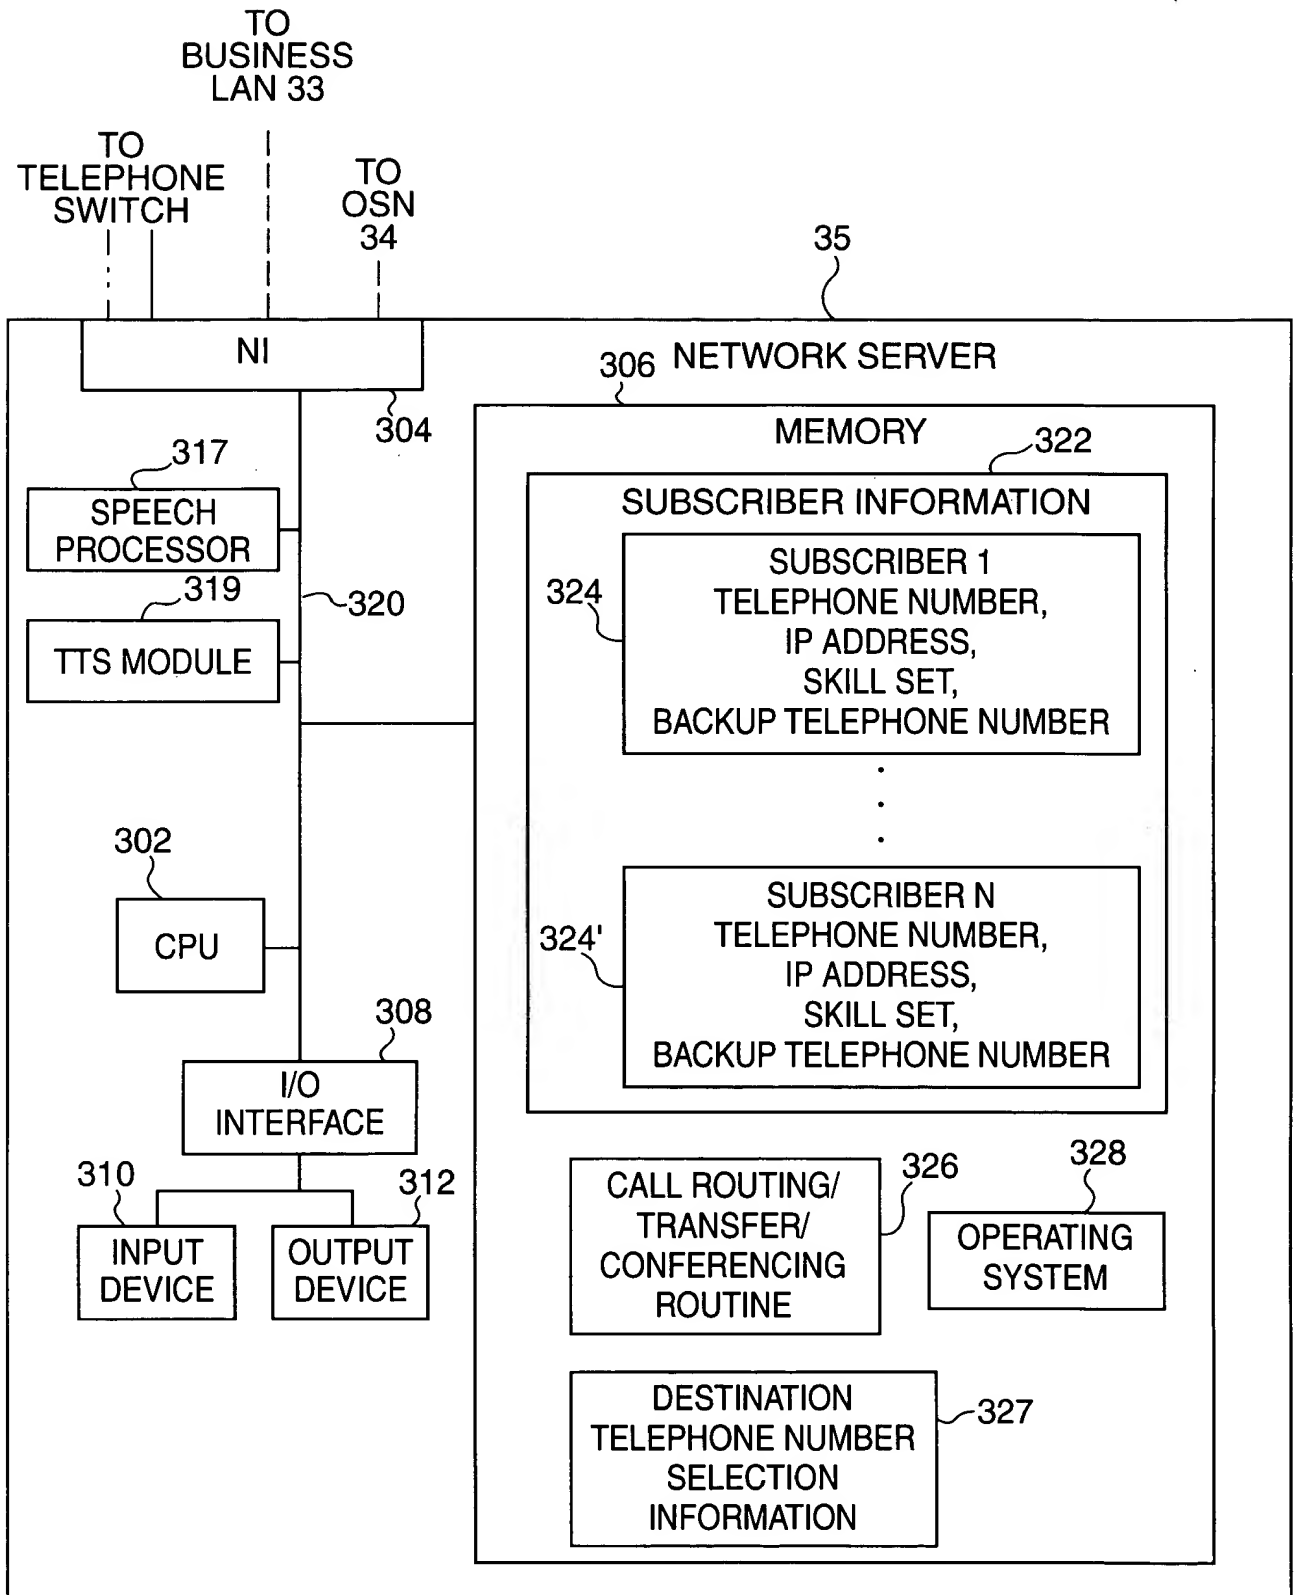 TO
BUSINESS
LAN 33
TO
TELEPHONE
SWITCH
TO
OSN
34
35
NI
NETWORK SERVER
304
306
MEMORY
317
SPEECH
PROCESSOR
319
TTS MODULE
320
322
SUBSCRIBER INFORMATION
324
SUBSCRIBER 1
TELEPHONE NUMBER,
IP ADDRESS,
SKILL SET,
BACKUP TELEPHONE NUMBER
302
CPU
324'
SUBSCRIBER N
TELEPHONE NUMBER,
IP ADDRESS,
SKILL SET,
BACKUP TELEPHONE NUMBER
308
I/O
INTERFACE
310
INPUT
DEVICE
312
OUTPUT
DEVICE
326
CALL ROUTING/
TRANSFER/
CONFERENCING
ROUTINE
328
OPERATING
SYSTEM
327
DESTINATION
TELEPHONE NUMBER
SELECTION
INFORMATION